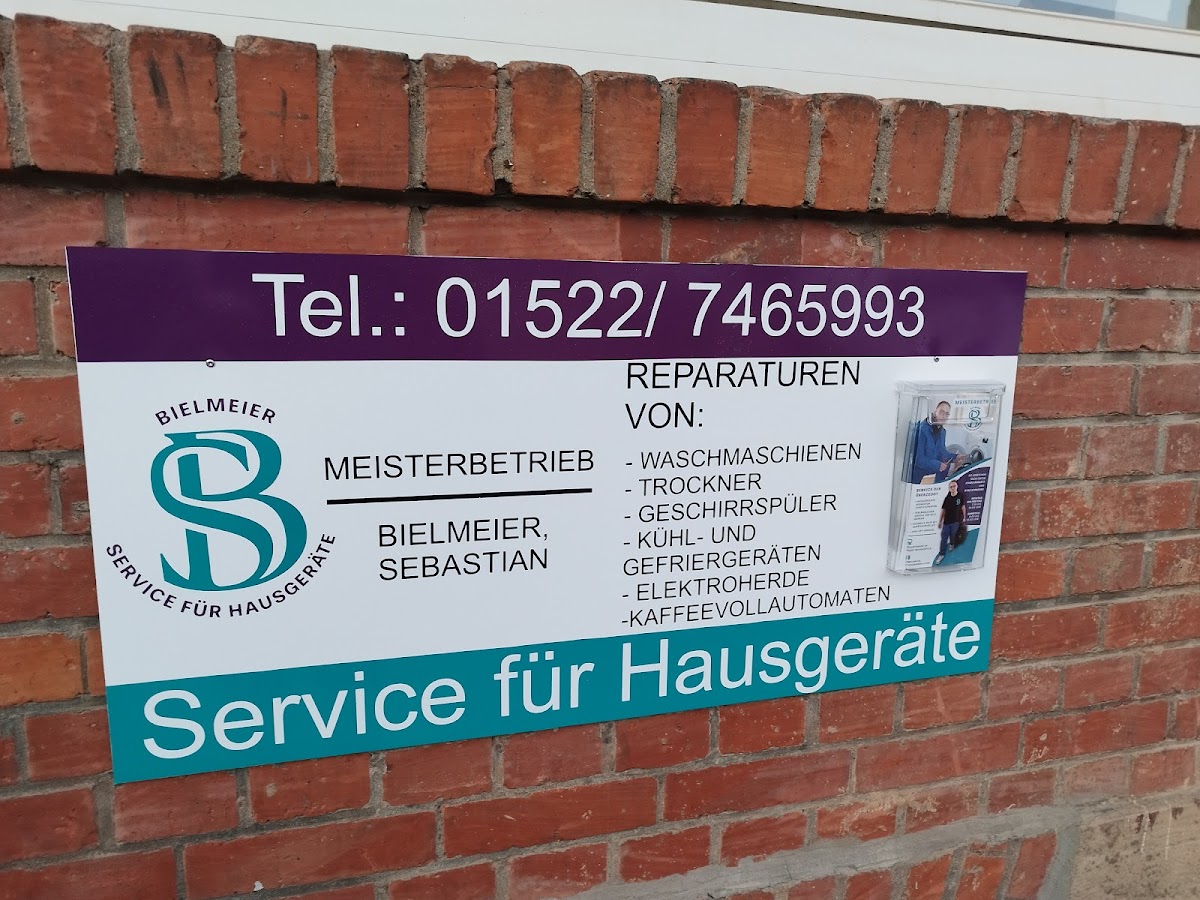 Tel.: 01522/ 7465993
BIELMEIER
SB
SERVICE FÜR HAUSGERÄTE
MEISTERBETRIEB
BIELMEIER,
SEBASTIAN
REPARATUREN
VON:
- WASCHMASCHIENEN
- TROCKNER
- GESCHIRRSPÜLER
- KÜHL- UND
GEFRIERGERÄTEN
- ELEKTROHERDE
-KAFFEEVOLLAUTOMATEN
MEISTERBETRIEB
Service für Hausgeräte